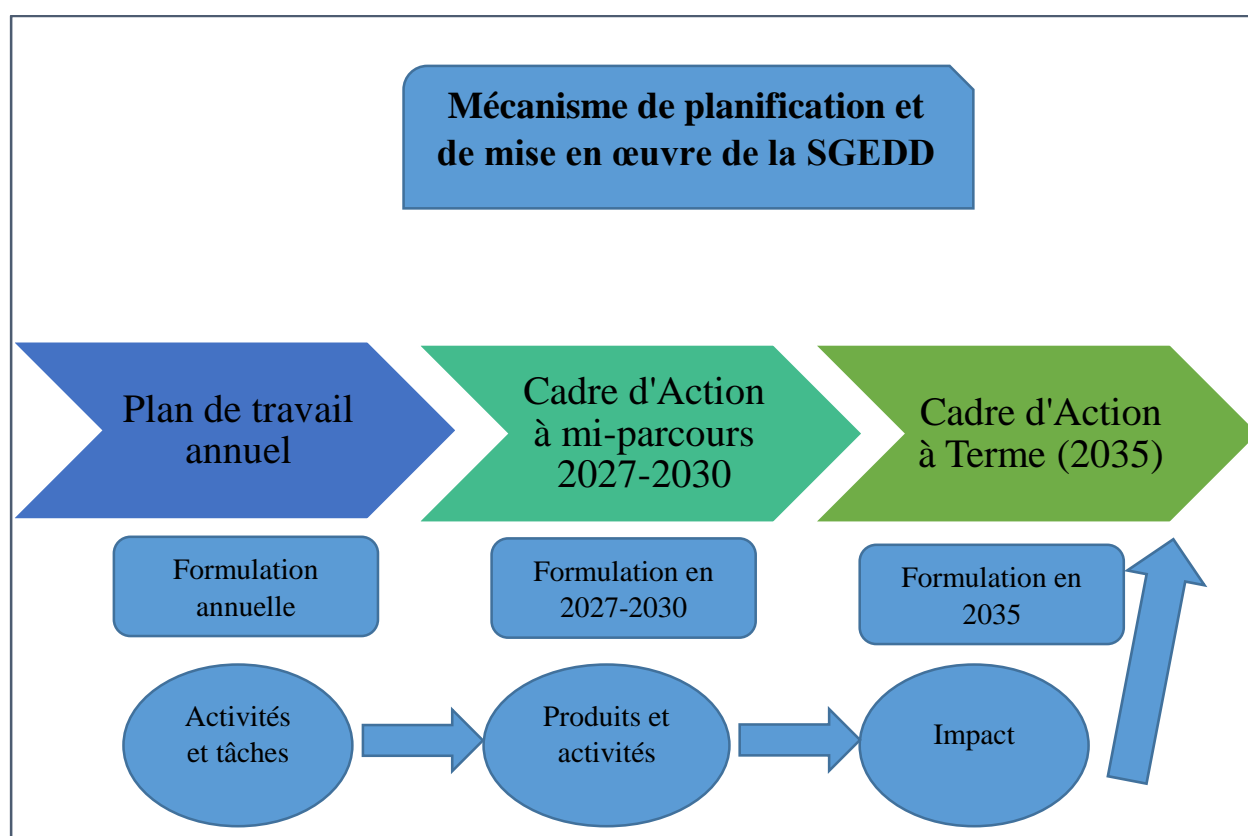 Mécanisme de planification et
de mise en œuvre de la SGEDD
Plan de travail
annuel
Cadre d'Action
à mi-parcours
2027-2030
Cadre d'Action
à Terme (2035)
Formulation
annuelle
Formulation en
2027-2030
Formulation en
2035
Activités
et tâches
Produits et
activités
Impact